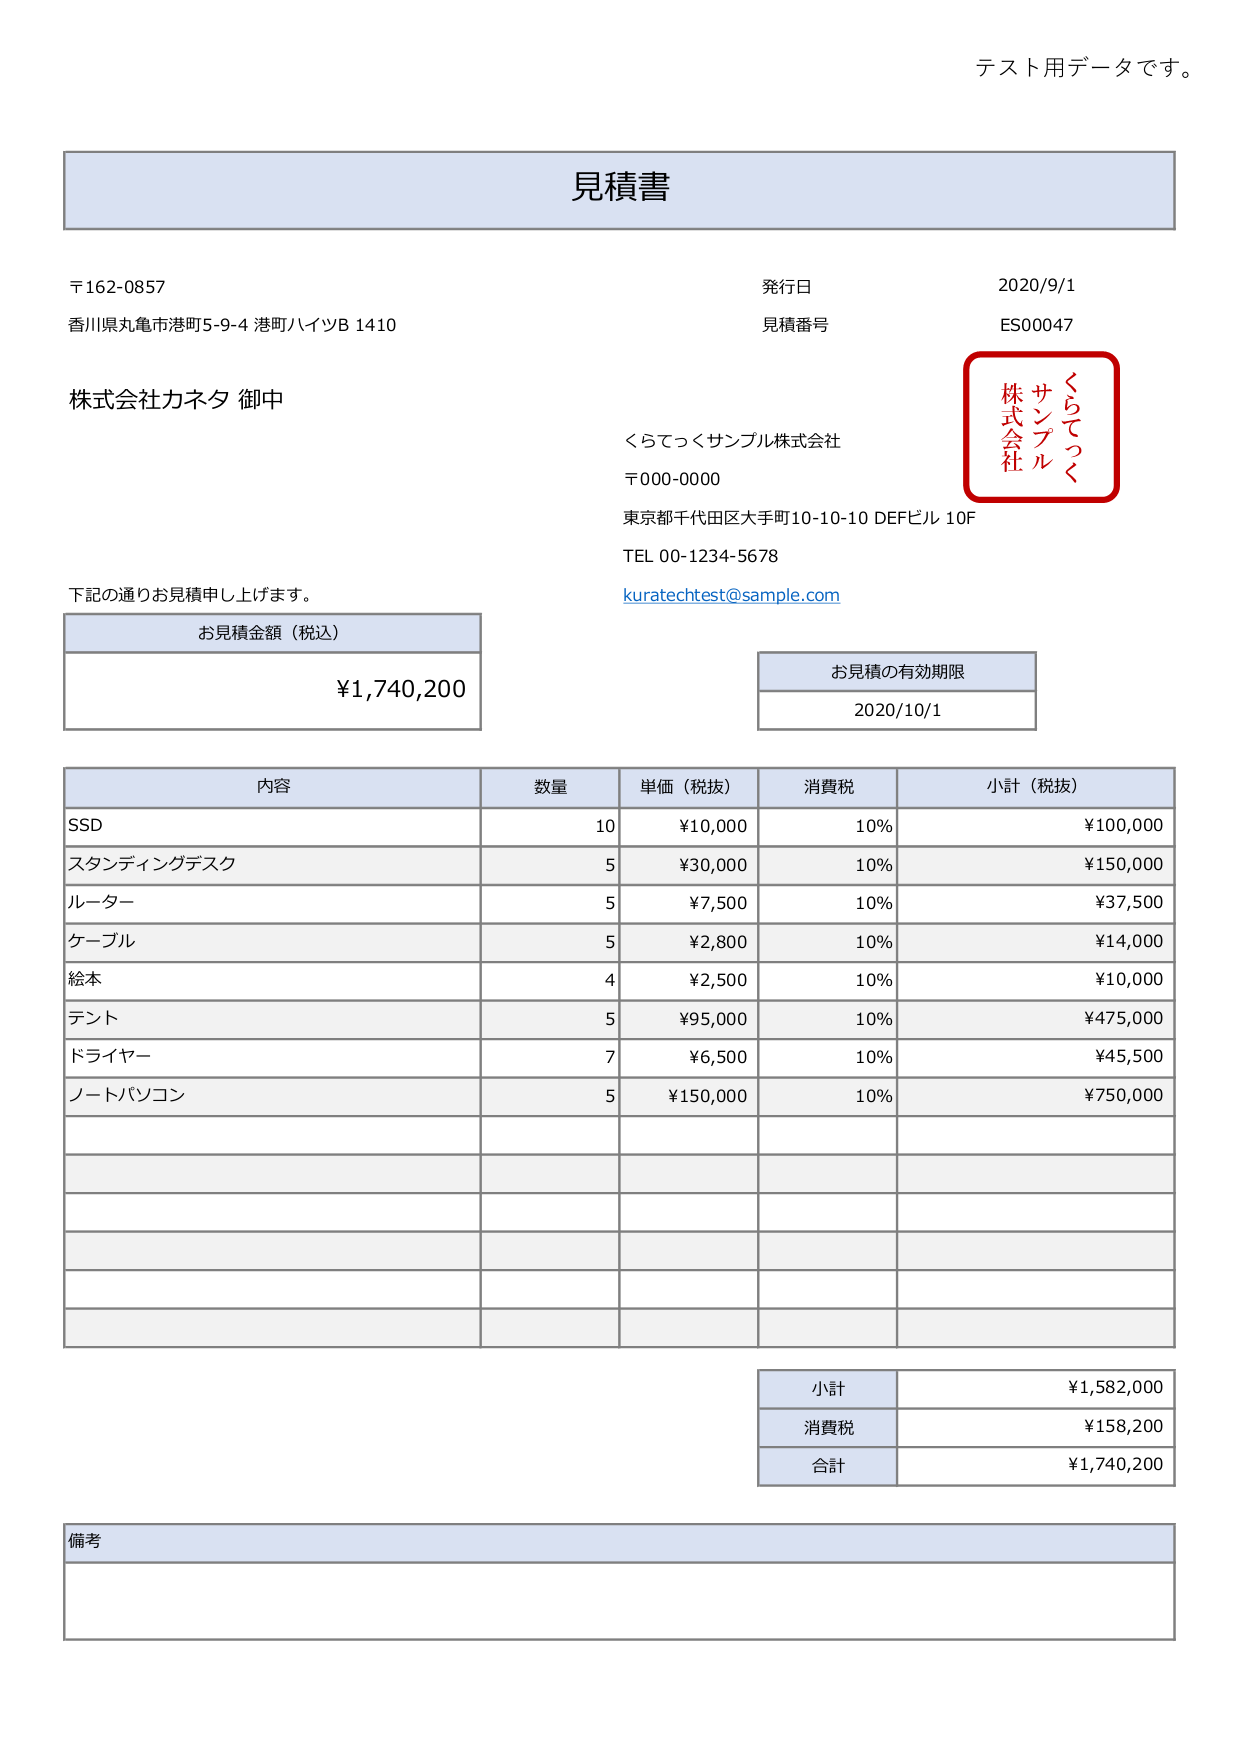 テスト用データです。
見積書
〒162-0857
発行日 2020/9/1
香川県丸亀市港町5-9-4 港町ハイツB 1410
見積番号 ES00047
株式会社カネタ 御中
くらてっく
サンプル
株式会社
くらてっくサンプル株式会社
〒000-0000
東京都千代田区大手町10-10-10 DEFビル 10F
TEL 00-1234-5678
kuratechtest@sample.com
下記の通りお見積申し上げます。
お見積金額（税込）
¥1,740,200
お見積の有効期限
2020/10/1
内容 数量 単価（税抜） 消費税 小計（税抜）
SSD 10 ¥10,000 10% ¥100,000
スタンディングデスク 5 ¥30,000 10% ¥150,000
ルーター 5 ¥7,500 10% ¥37,500
ケーブル 5 ¥2,800 10% ¥14,000
絵本 4 ¥2,500 10% ¥10,000
テント 5 ¥95,000 10% ¥475,000
ドライヤー 7 ¥6,500 10% ¥45,500
ノートパソコン 5 ¥150,000 10% ¥750,000
小計 ¥1,582,000
消費税 ¥158,200
合計 ¥1,740,200
備考